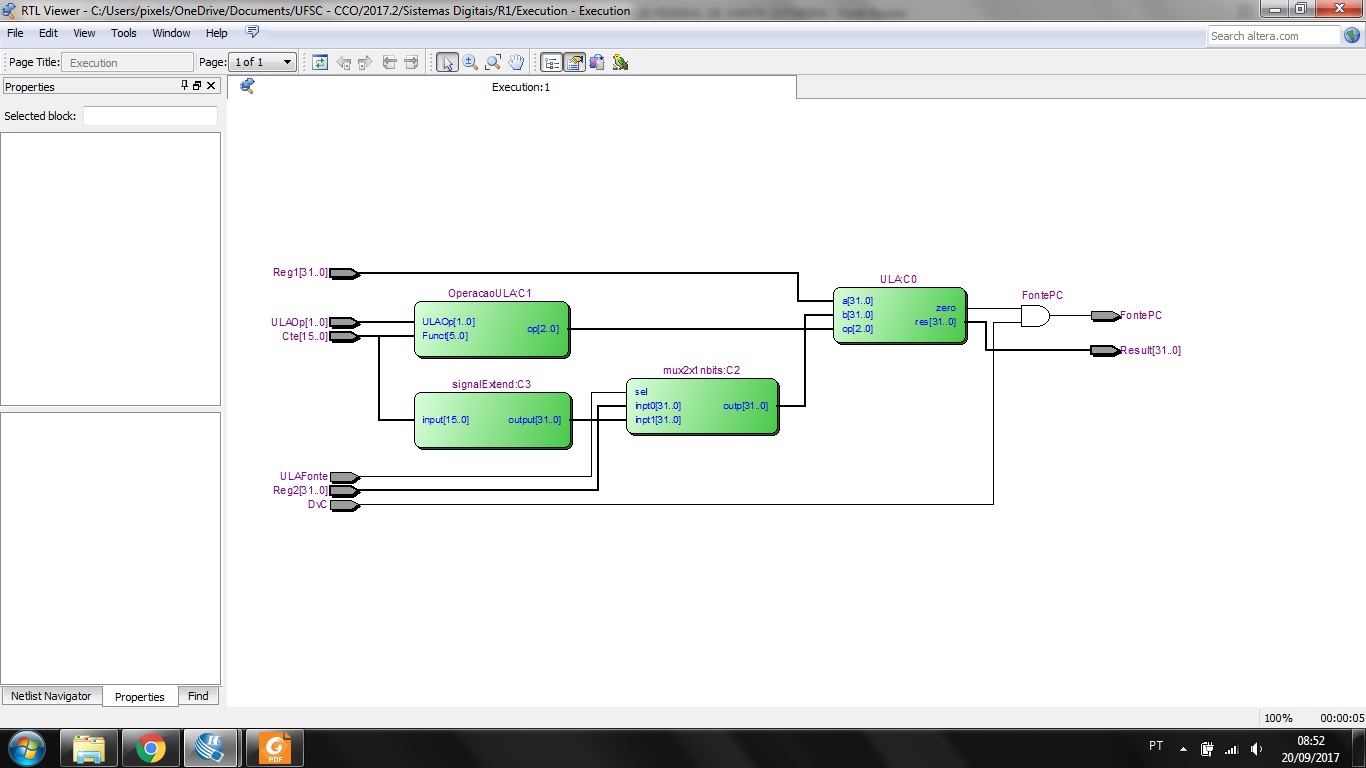 RTL Viewer - C:/Users/pixels/OneDrive/Documents/UFSC - CCO/2017.2/Sistemas Digitais/R1/Execution - Execution
File Edit View Tools Window Help
Search altera.com
Page Title: Execution Page: 1 of 1
Properties
Execution:1
Selected block:
Reg1[31..0]
ULAOp[1..0]
Cte[15..0]
OperacaoULA:C1
ULAOp[1..0]
Funct[5..0]
op[2..0]
signalExtend:C3
input[15..0] output[31..0]
mux2x1nbits:C2
sel
inpt0[31..0] outp[31..0]
inpt1[31..0]
ULA:C0
a[31..0]
b[31..0]
op[2..0]
zero
res[31..0]
FontePC
FontePC
Result[31..0]
ULAFonte
Reg2[31..0]
DvC
Netlist Navigator Properties Find
100% 00:00:05
PDF
PT
08:52
20/09/2017